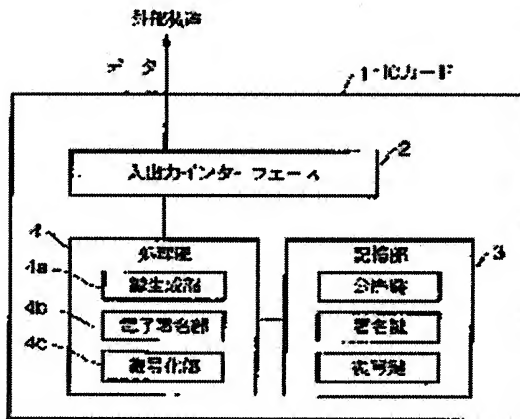 外部装置
データ
1-ICカード
入出力インターフェース
2
4
処理部
記憶部
3
4a
鍵生成部
公開鍵
4b
電子署名部
署名鍵
4c
復号化部
復号鍵